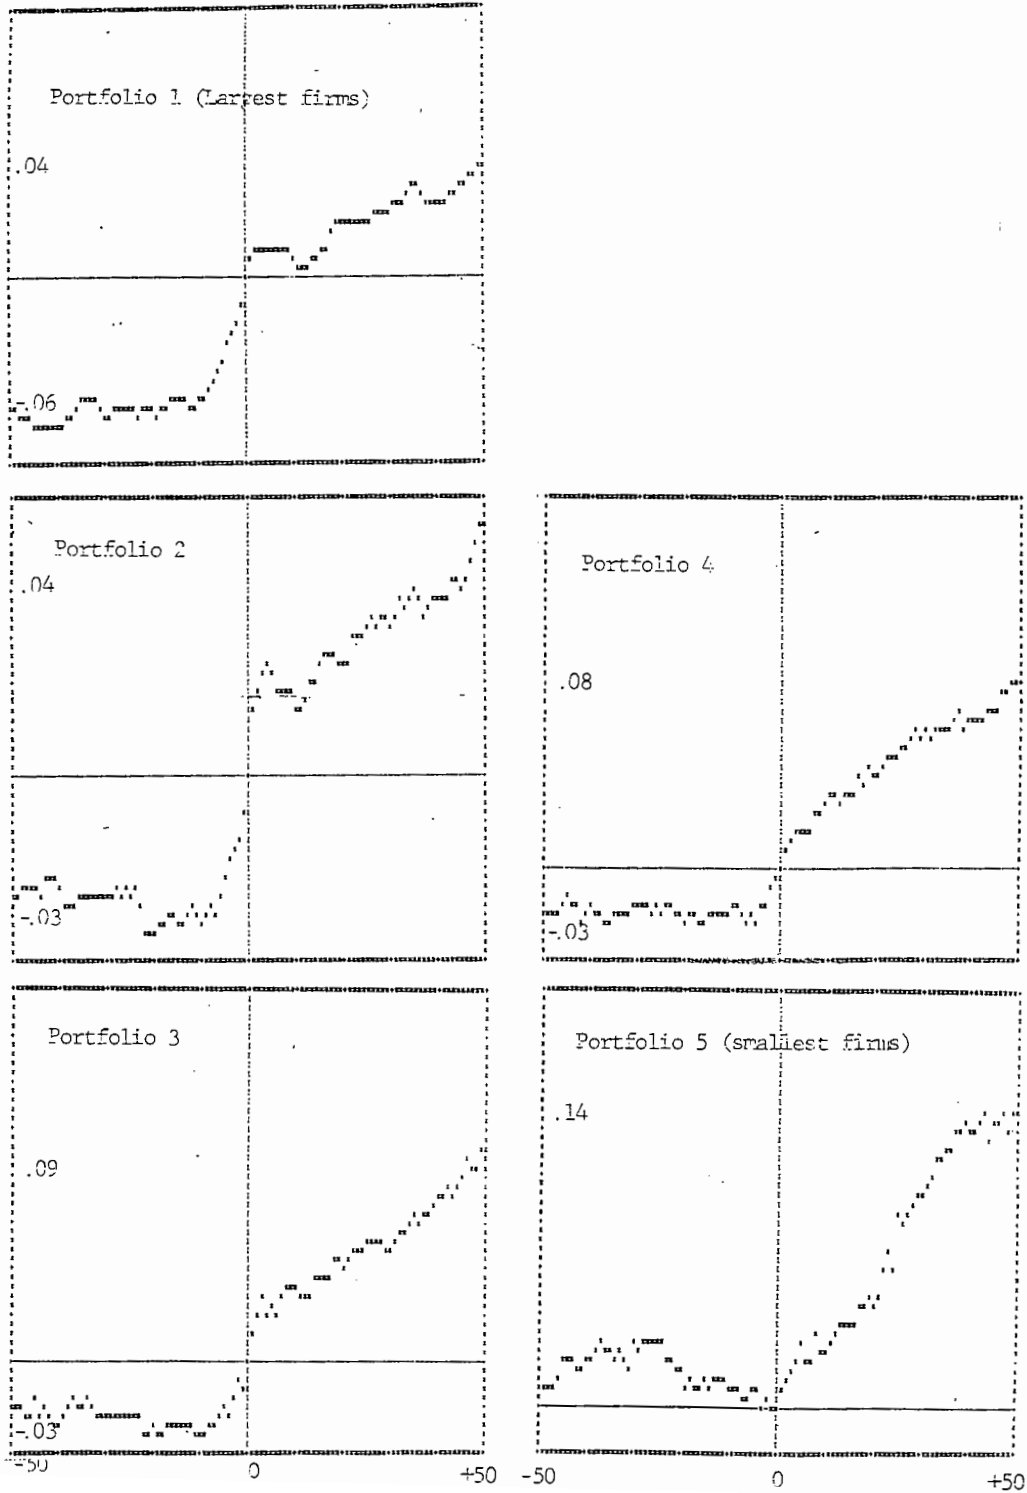 Portfolio 1 (Largest firms)
.04
-.06
Portfolio 2
.04
-.03
Portfolio 3
.09
-.03
-50 0 +50
Portfolio 4
.08
-.03
Portfolio 5 (smallest firms)
.14
-50 0 +50